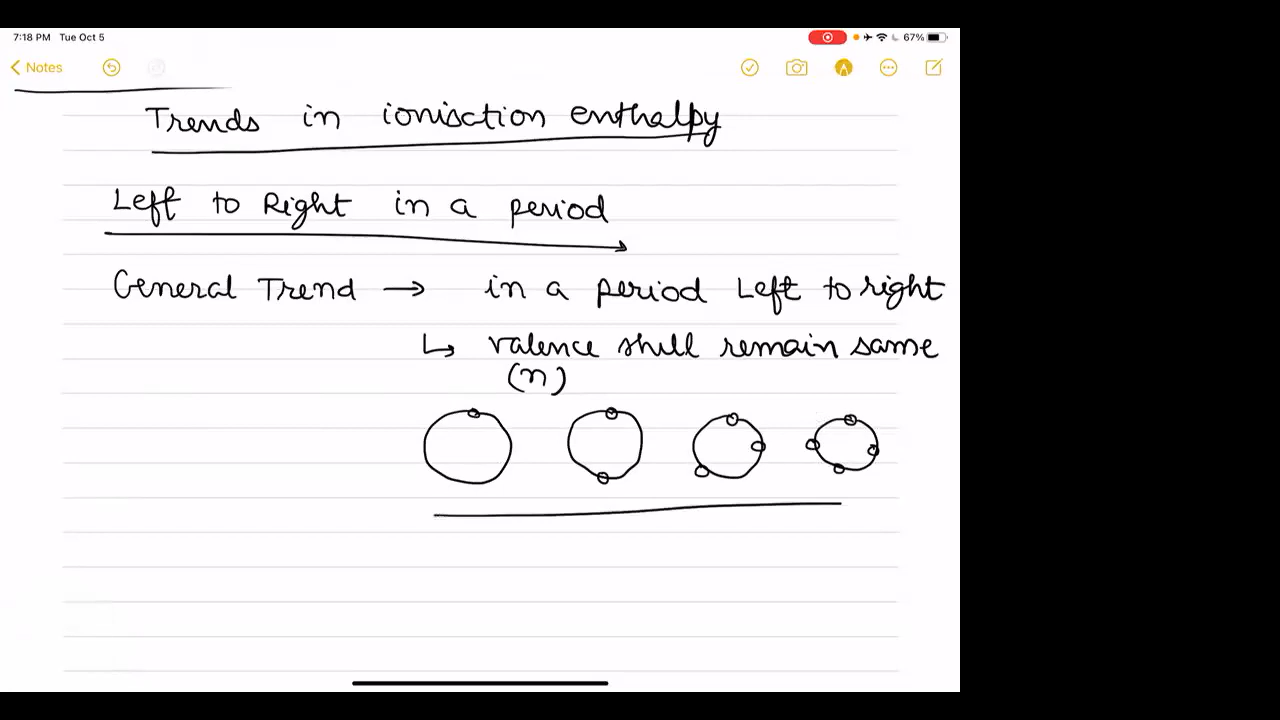 7:18 PM Tue Oct 5
67%
Notes
Trends in ionisation enthalpy
Left to Right in a period
General Trend → in a period Left to right
↳ valence shell remain same
(n)